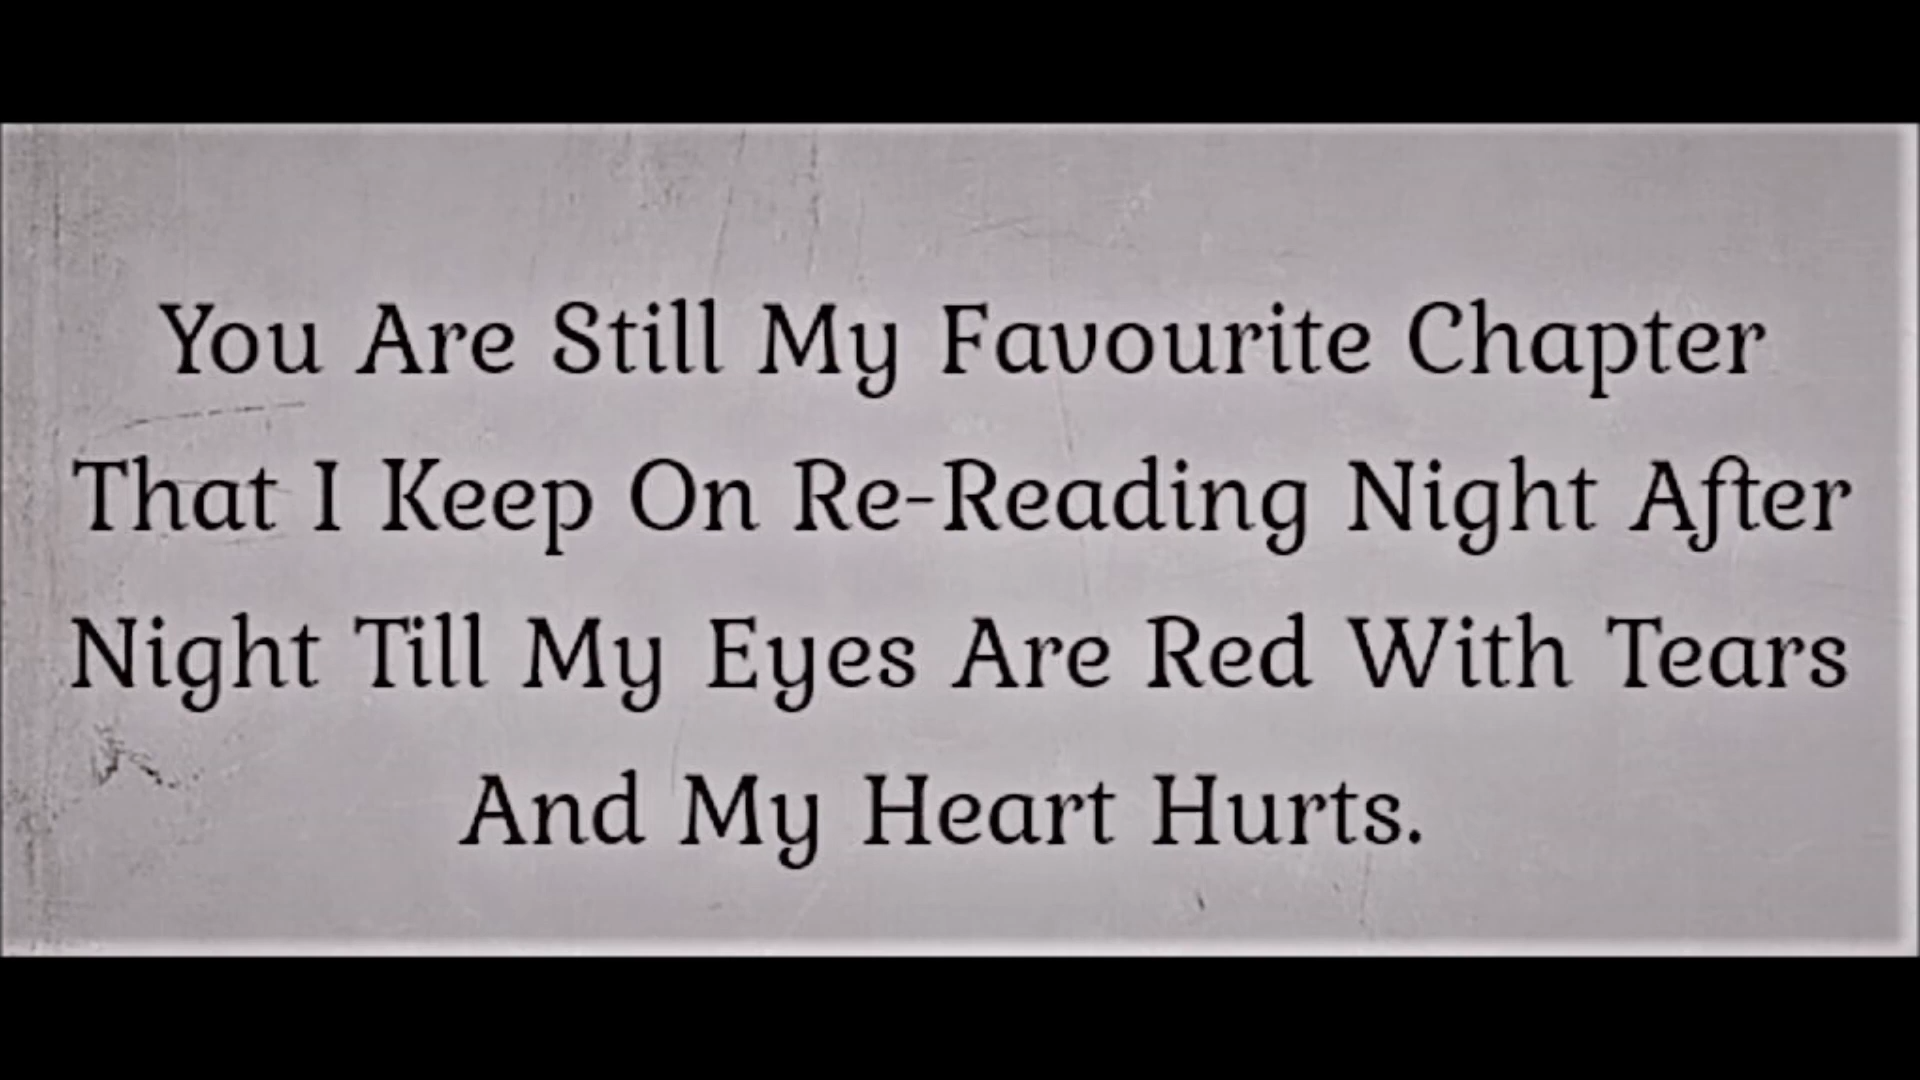 You Are Still My Favourite Chapter
That I Keep On Re-Reading Night After
Night Till My Eyes Are Red With Tears
And My Heart Hurts.